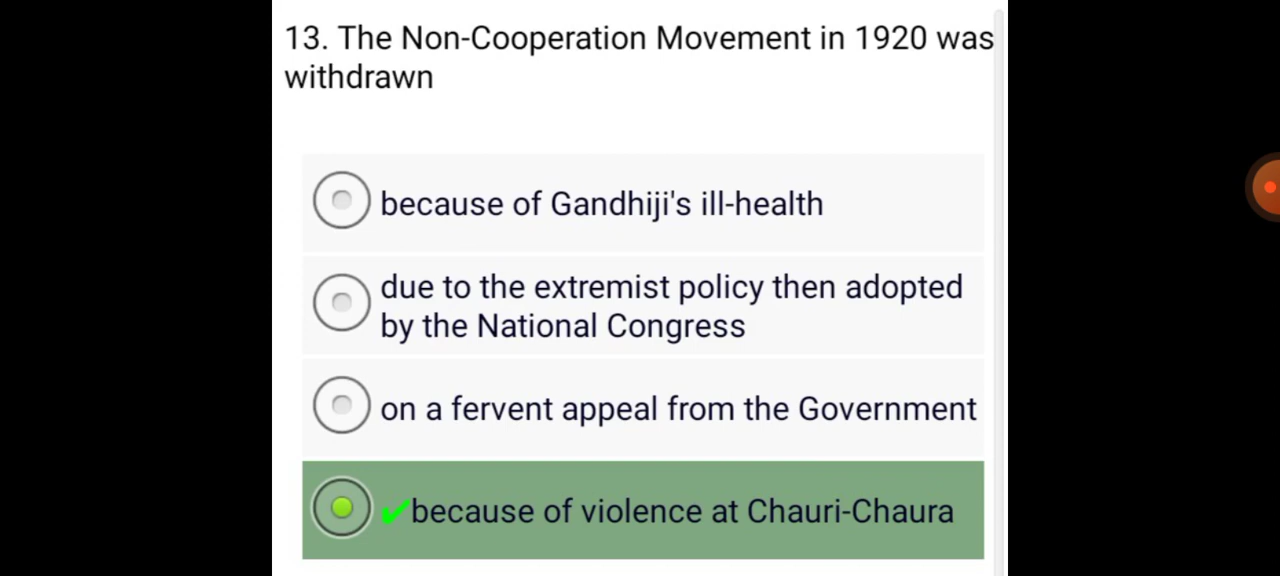 13. The Non-Cooperation Movement in 1920 was
withdrawn
because of Gandhiji's ill-health
due to the extremist policy then adopted
by the National Congress
on a fervent appeal from the Government
✔because of violence at Chauri-Chaura